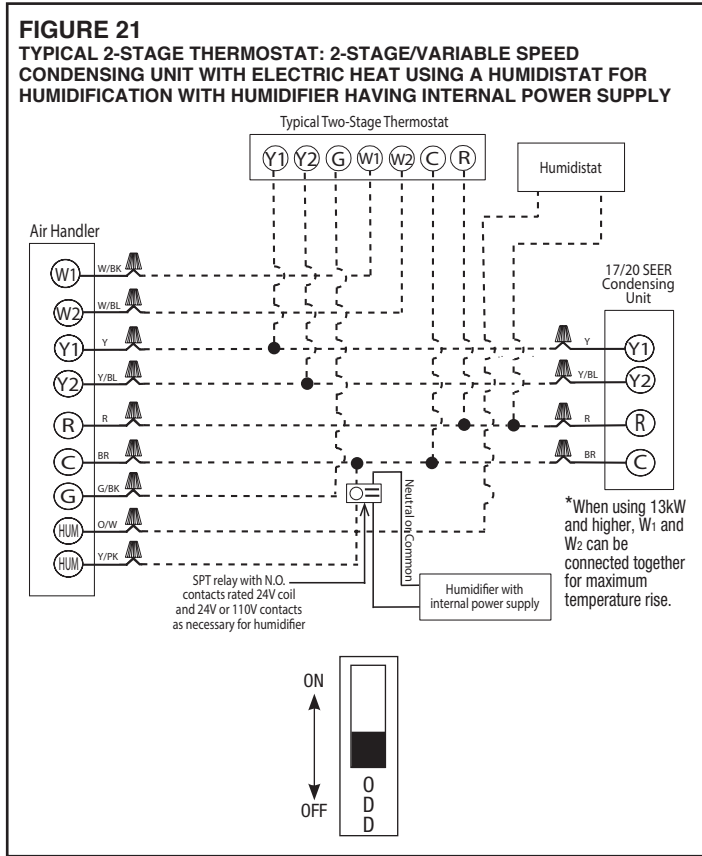 FIGURE 21
TYPICAL 2-STAGE THERMOSTAT: 2-STAGE/VARIABLE SPEED
CONDENSING UNIT WITH ELECTRIC HEAT USING A HUMIDISTAT FOR
HUMIDIFICATION WITH HUMIDIFIER HAVING INTERNAL POWER SUPPLY
Typical Two-Stage Thermostat
Y1 Y2 G W1 W2 C R
Humidistat
Air Handler
17/20 SEER
Condensing
Unit
W1 W/BK
W2 W/BL
Y1 Y
Y Y1
Y2 Y/BL
Y/BL Y2
R R
R R
C BR
BR C
G G/BK
HUM O/W
HUM Y/PK
Neutral or Common
SPT relay with N.O.
contacts rated 24V coil
and 24V or 110V contacts
as necessary for humidifier
Humidifier with
internal power supply
*When using 13kW
and higher, W1 and
W2 can be
connected together
for maximum
temperature rise.
ON
OFF
O
D
D